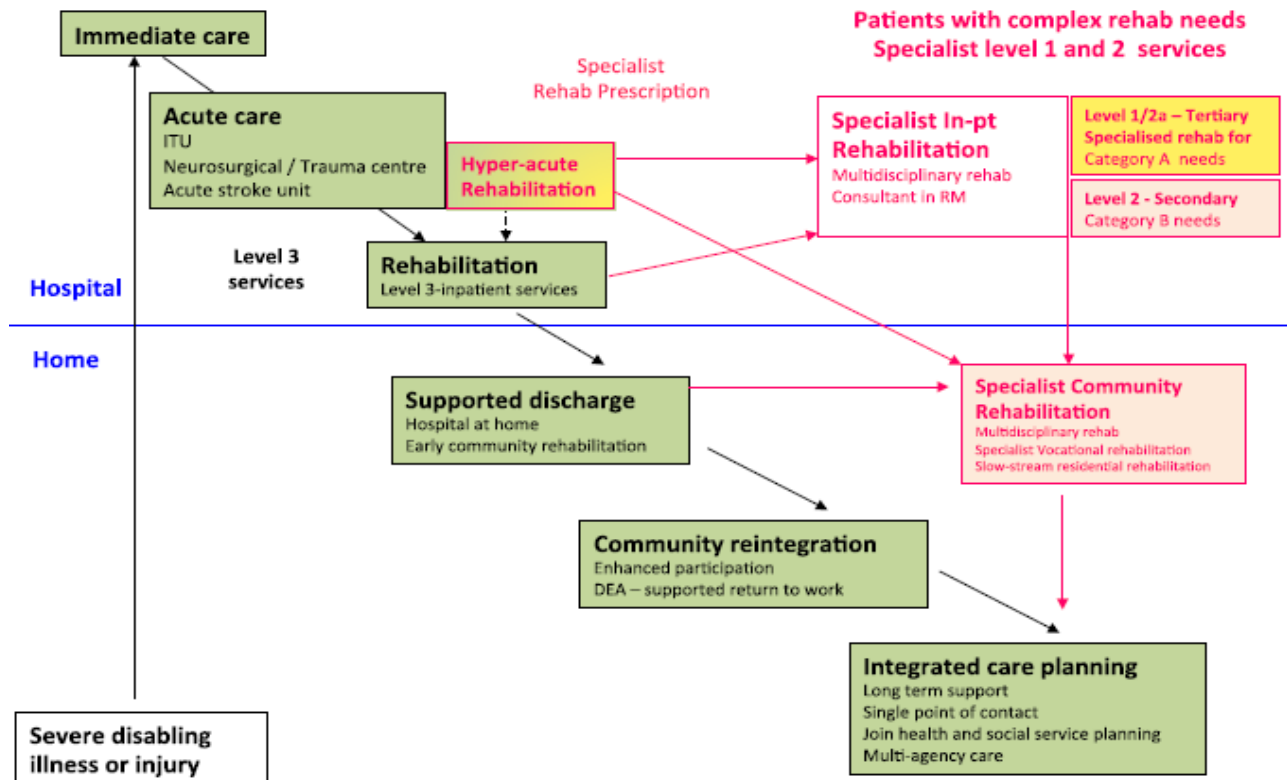 Immediate care
Patients with complex rehab needs
Specialist level 1 and 2 services
Specialist
Rehab Prescription
Acute care
ITU
Neurosurgical / Trauma centre
Acute stroke unit
Hyper-acute
Rehabilitation
Specialist In-pt
Rehabilitation
Multidisciplinary rehab
Consultant in RM
Level 1/2a – Tertiary
Specialised rehab for
Category A needs
Level 2 - Secondary
Category B needs
Level 3
services
Rehabilitation
Level 3-inpatient services
Hospital
Home
Supported discharge
Hospital at home
Early community rehabilitation
Specialist Community
Rehabilitation
Multidisciplinary rehab
Specialist Vocational rehabilitation
Slow-stream residential rehabilitation
Community reintegration
Enhanced participation
DEA – supported return to work
Integrated care planning
Long term support
Single point of contact
Join health and social service planning
Multi-agency care
Severe disabling
illness or injury